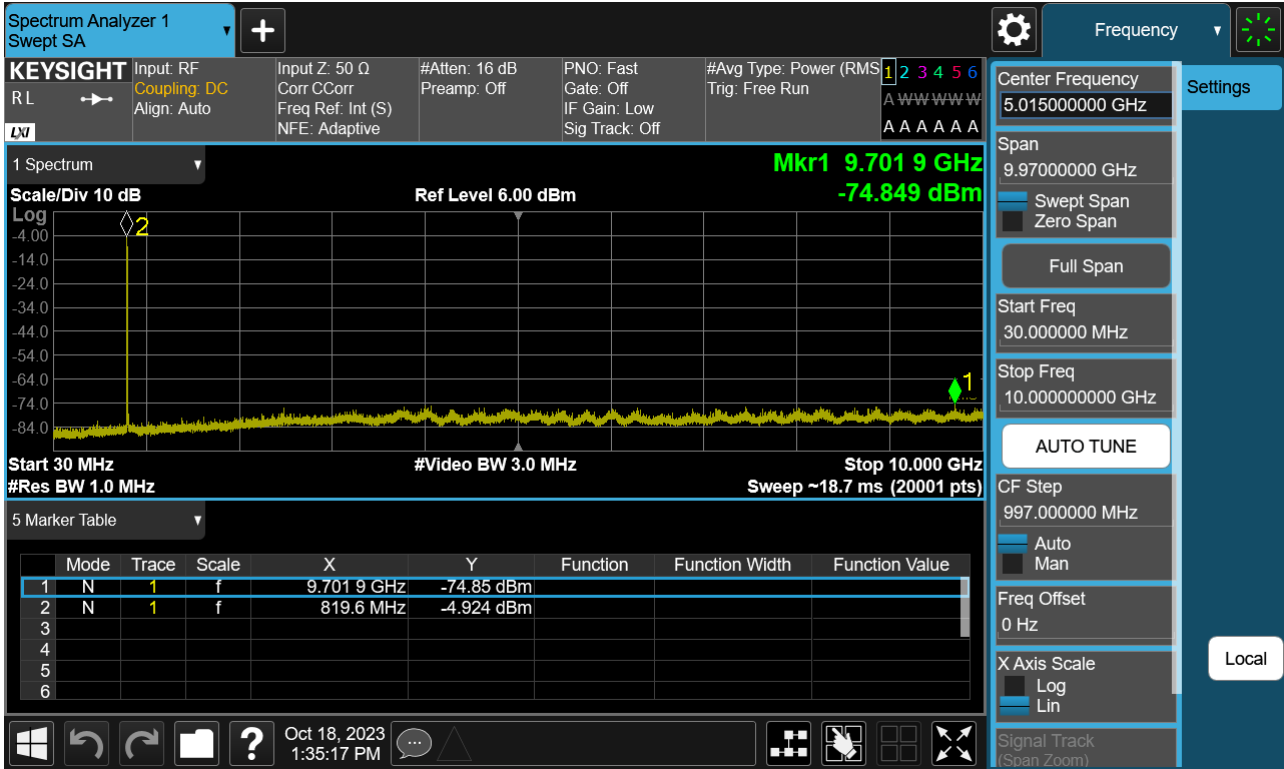 Spectrum Analyzer 1
Swept SA
Frequency
KEYSIGHT
R L
LXI
Input: RF
Coupling: DC
Align: Auto
Input Z: 50 Ω
Corr CCorr
Freq Ref: Int (S)
NFE: Adaptive
#Atten: 16 dB
Preamp: Off
PNO: Fast
Gate: Off
IF Gain: Low
Sig Track: Off
#Avg Type: Power (RMS
Trig: Free Run
1 2 3 4 5 6
A W W W W W
A A A A A A
1 Spectrum
Mkr1 9.701 9 GHz
Scale/Div 10 dB
Ref Level 6.00 dBm
-74.849 dBm
Log
2
-4.00
-14.0
-24.0
-34.0
-44.0
-54.0
-64.0
1
-74.0
-84.0
Start 30 MHz
#Video BW 3.0 MHz
Stop 10.000 GHz
#Res BW 1.0 MHz
Sweep ~18.7 ms (20001 pts)
5 Marker Table
Mode Trace Scale X Y Function Function Width Function Value
1 N 1 f 9.701 9 GHz -74.85 dBm
2 N 1 f 819.6 MHz -4.924 dBm
3
4
5
6
Oct 18, 2023
1:35:17 PM
Center Frequency
5.015000000 GHz
Span
9.97000000 GHz
Swept Span
Zero Span
Full Span
Start Freq
30.000000 MHz
Stop Freq
10.000000000 GHz
AUTO TUNE
CF Step
997.000000 MHz
Auto
Man
Freq Offset
0 Hz
X Axis Scale
Log
Lin
Signal Track
(Span Zoom)
Settings
Local